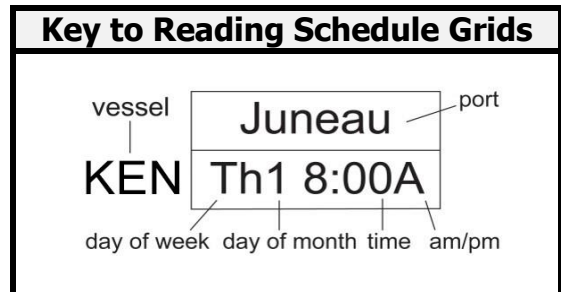 Key to Reading Schedule Grids
vessel
Juneau
port
KEN
Th1 8:00A
day of week day of month time am/pm